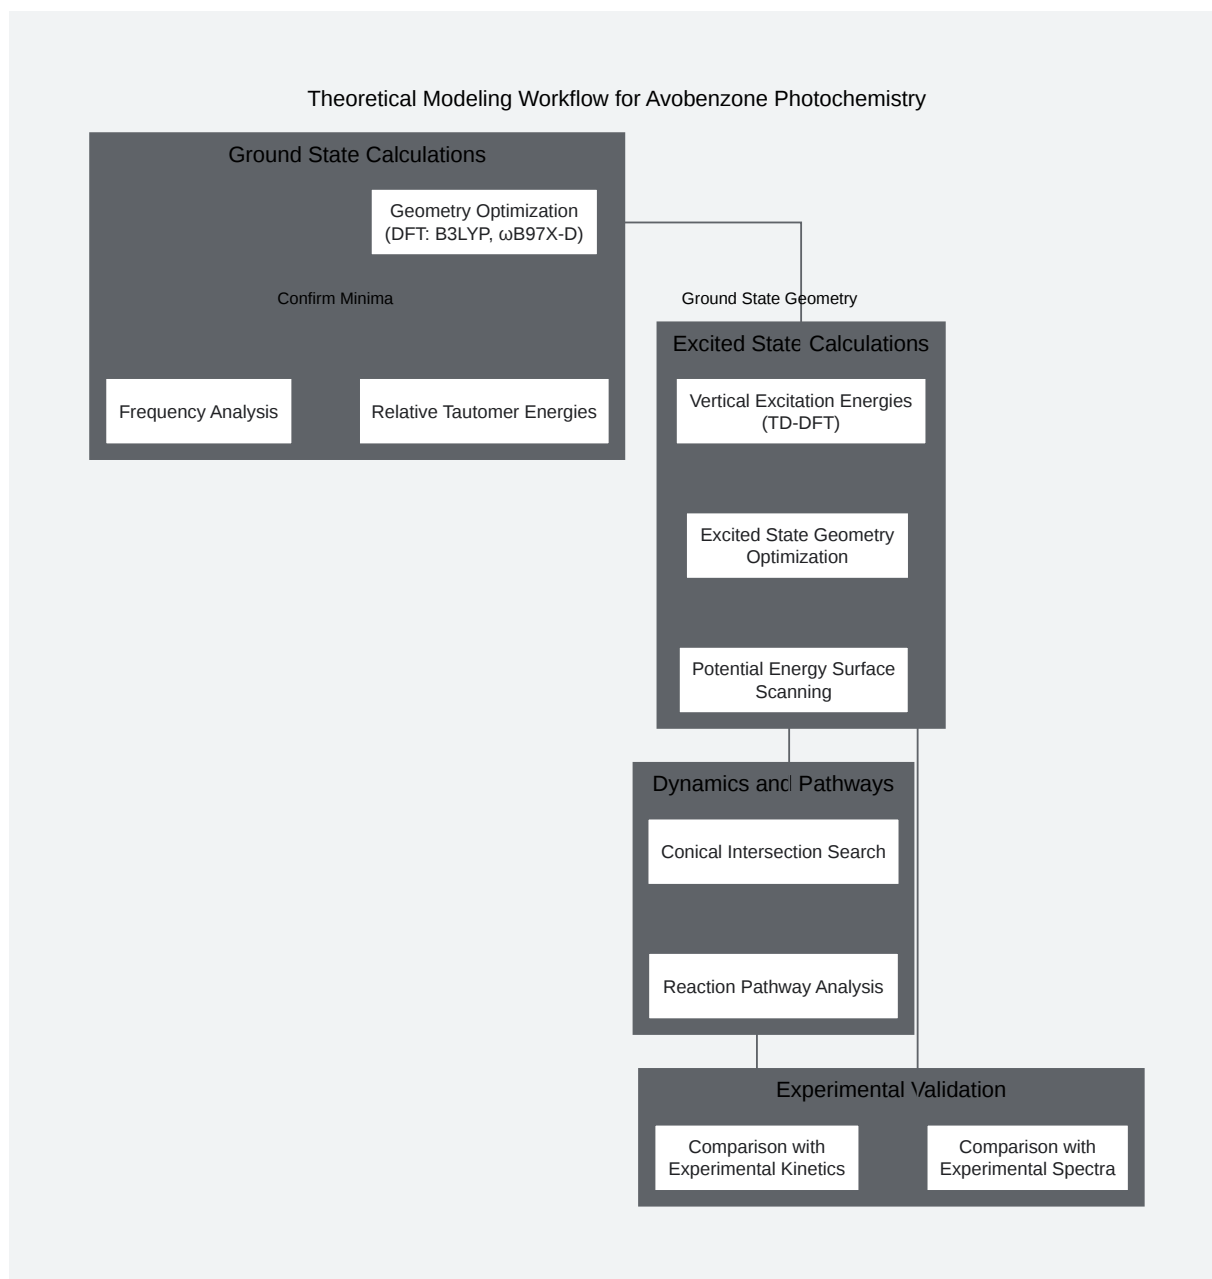 Theoretical Modeling Workflow for Avobenzone Photochemistry
Ground State Calculations
Geometry Optimization
(DFT: B3LYP, ωB97X-D)
Confirm Minima
Ground State Geometry
Frequency Analysis
Relative Tautomer Energies
Excited State Calculations
Vertical Excitation Energies
(TD-DFT)
Excited State Geometry
Optimization
Potential Energy Surface
Scanning
Dynamics and Pathways
Conical Intersection Search
Reaction Pathway Analysis
Experimental Validation
Comparison with
Experimental Kinetics
Comparison with
Experimental Spectra